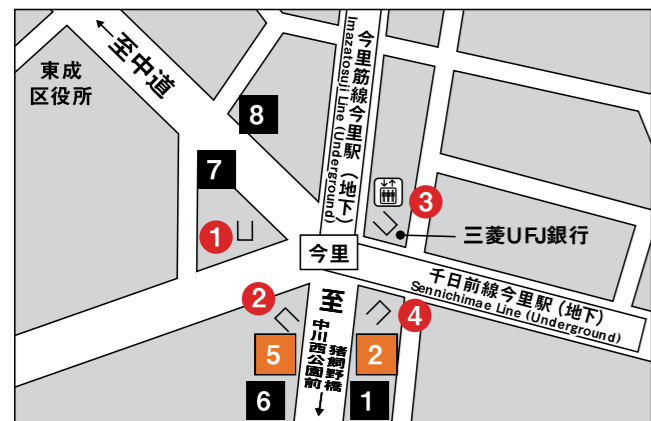 ←至中道
東成
区役所
8
7
今里筋線今里駅（地下）
Imazatosuji Line (Underground)
3
1
三菱UFJ銀行
今里
千日前線今里駅（地下）
Sennichimae Line (Underground)
2
至
4
猪飼野橋
中川西公園前
→
5
2
6
1